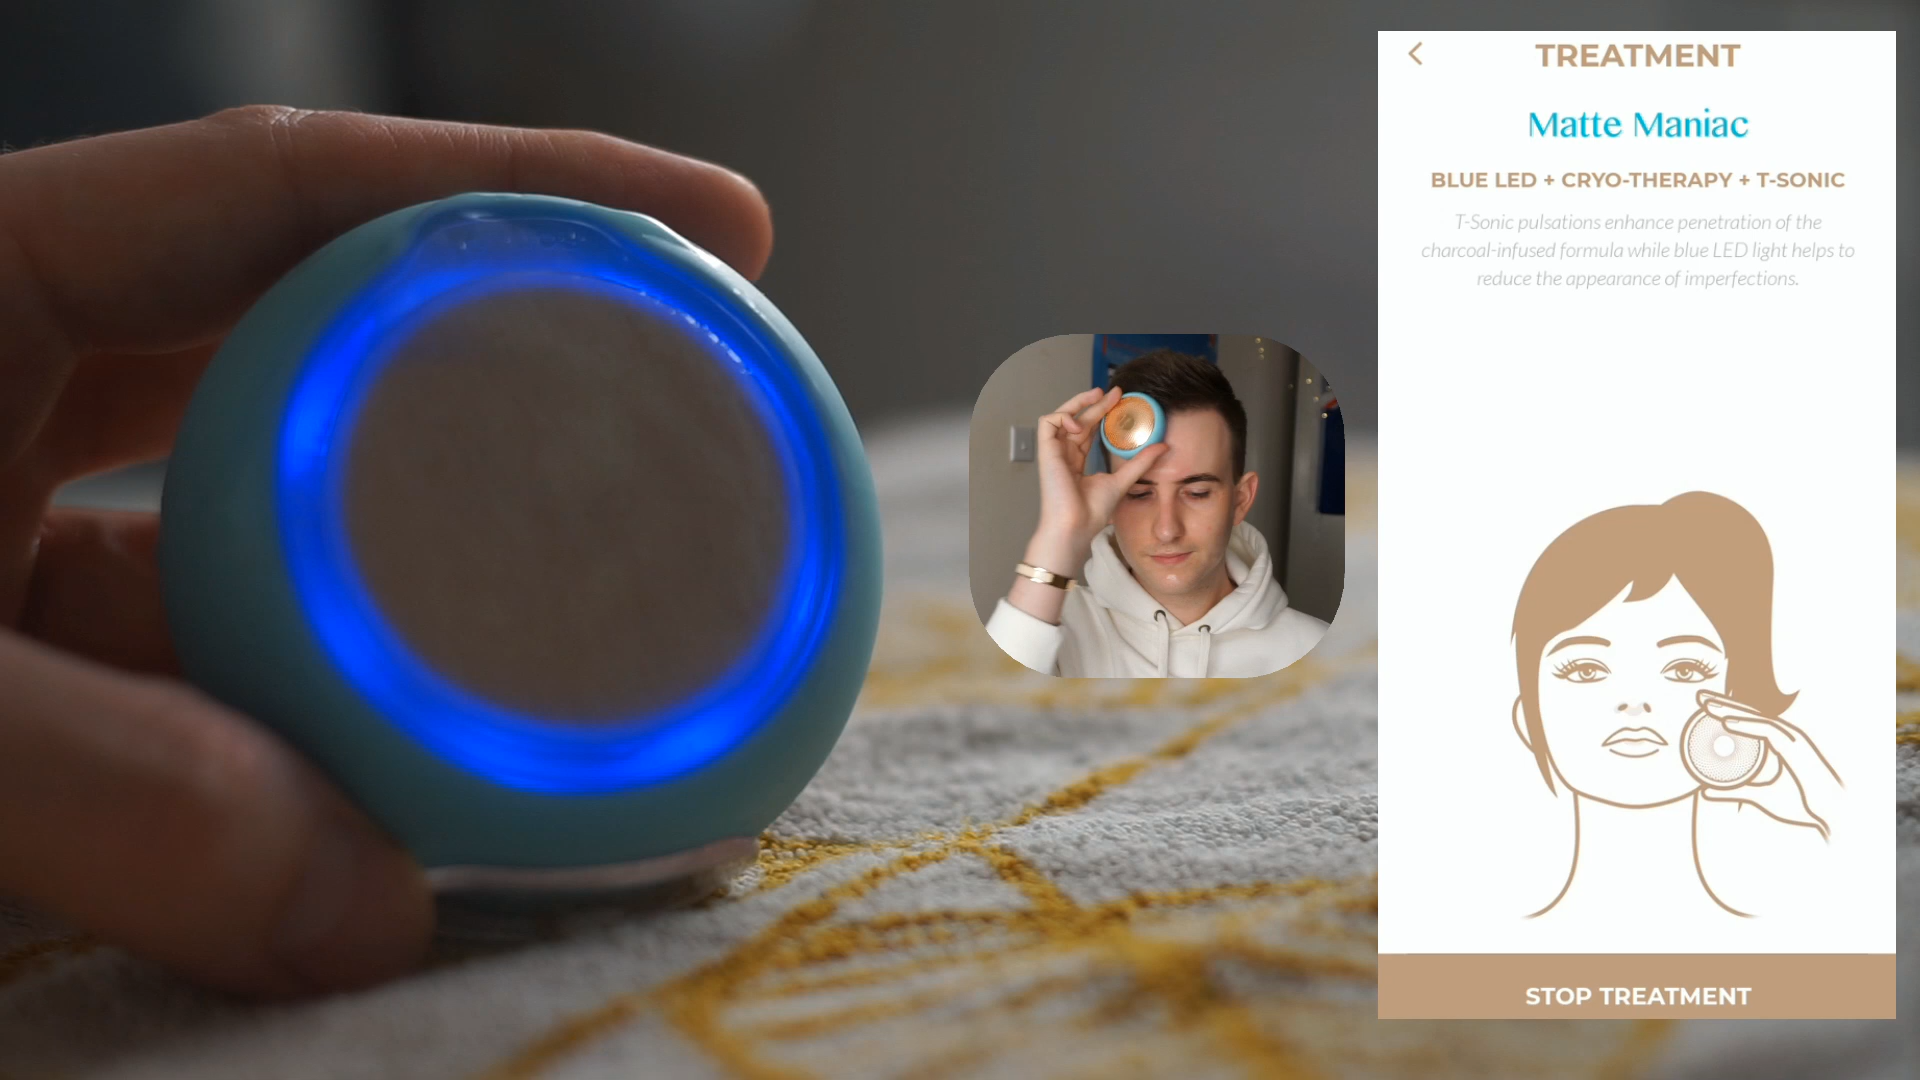 TREATMENT
Matte Maniac
BLUE LED + CRYO-THERAPY + T-SONIC
T-Sonic pulsations enhance penetration of the
charcoal-infused formula while blue LED light helps to
reduce the appearance of imperfections.
STOP TREATMENT